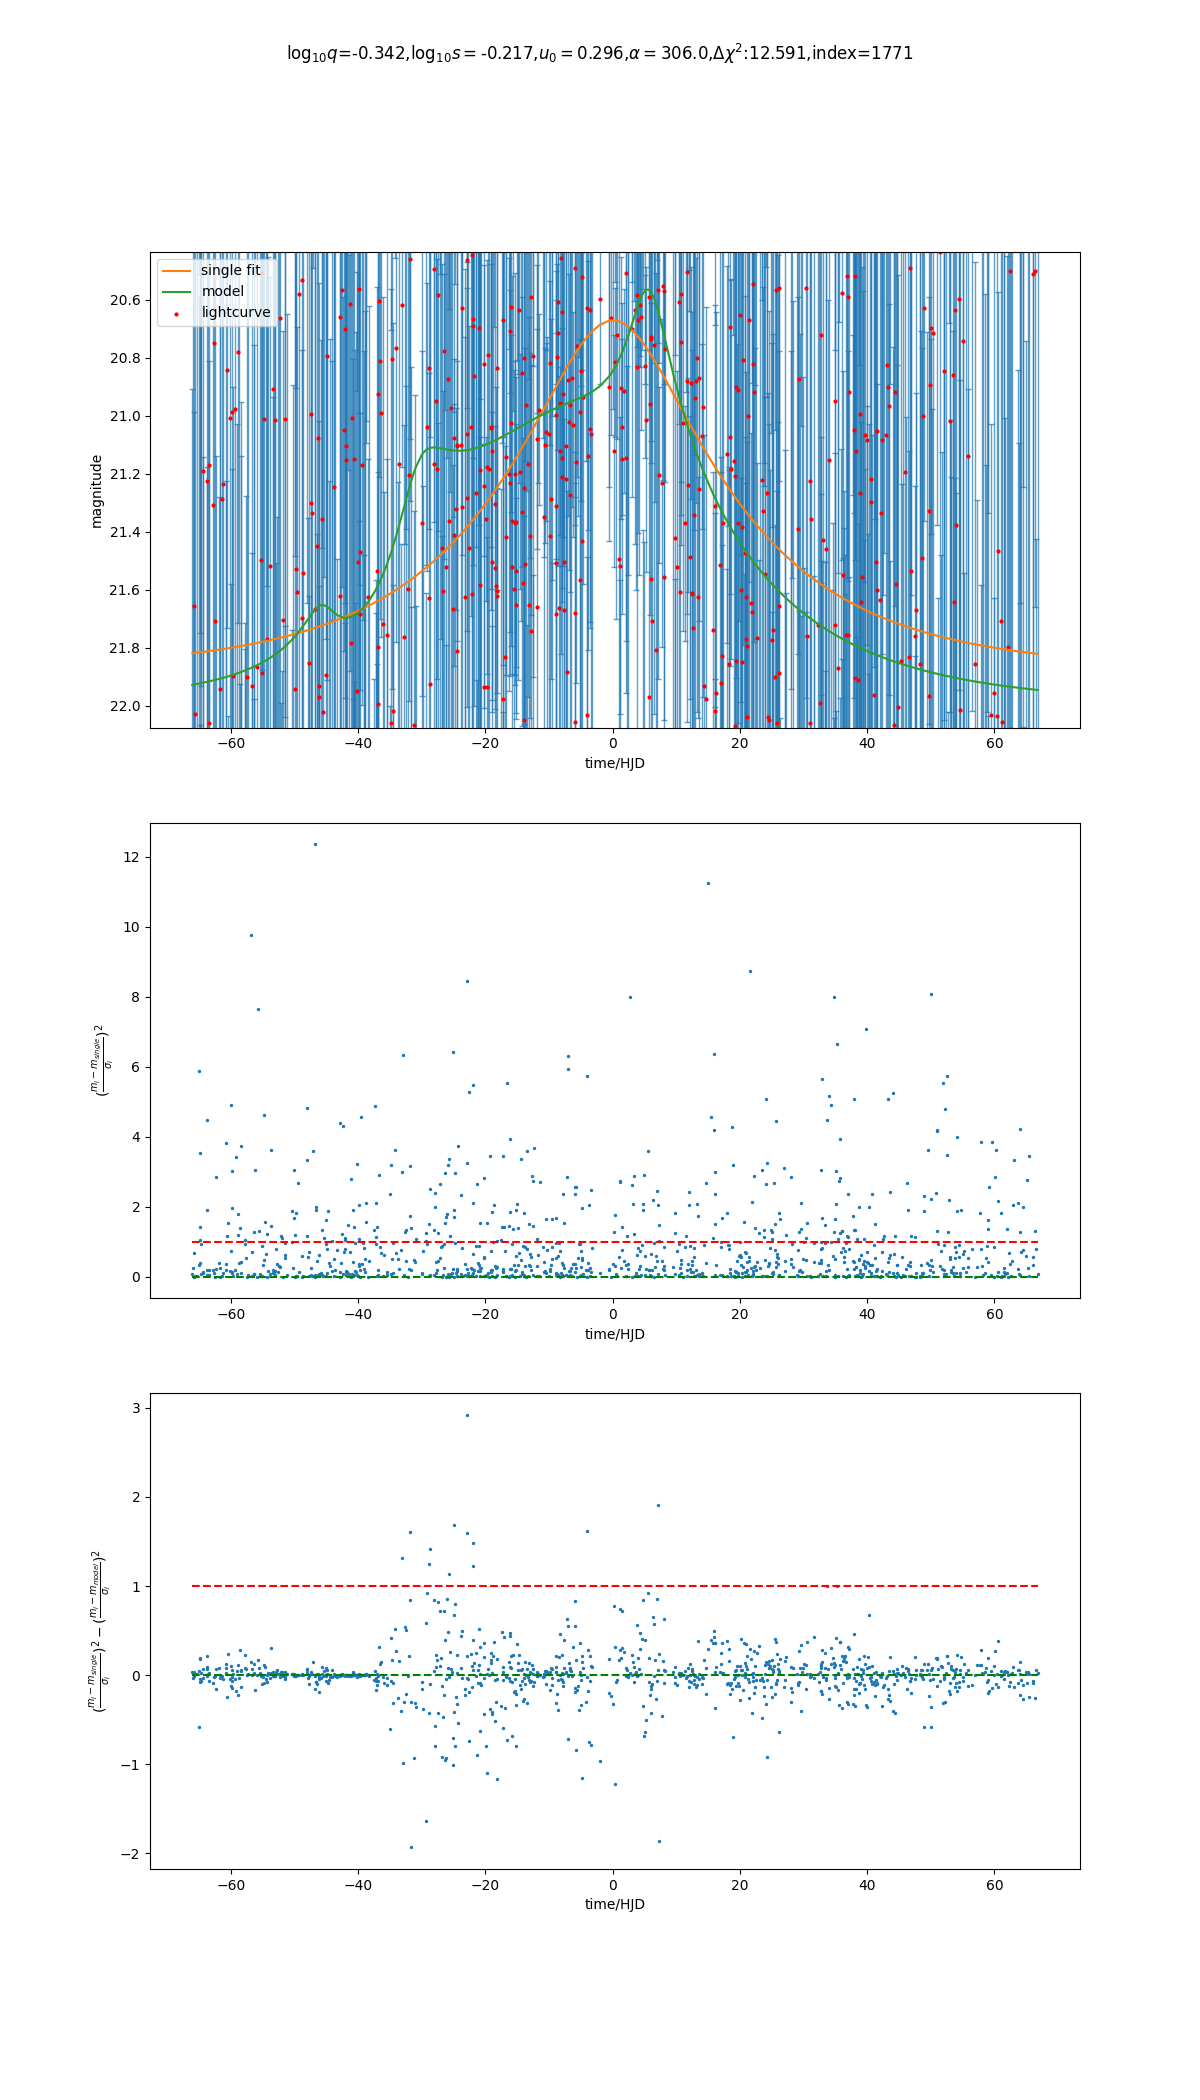 log₁₀q=-0.342,log₁₀s = -0.217,u₀ = 0.296,α = 306.0,Δχ²:12.591,index=1771
single fit
model
lightcurve
magnitude
20.6
20.8
21.0
21.2
21.4
21.6
21.8
22.0
−60 −40 −20 0 20 40 60
time/HJD
(mᵢ − m_single / σᵢ)²
12
10
8
6
4
2
0
−60 −40 −20 0 20 40 60
time/HJD
(mᵢ − m_single / σᵢ)² − (mᵢ − m_model / σᵢ)²
3
2
1
0
−1
−2
−60 −40 −20 0 20 40 60
time/HJD